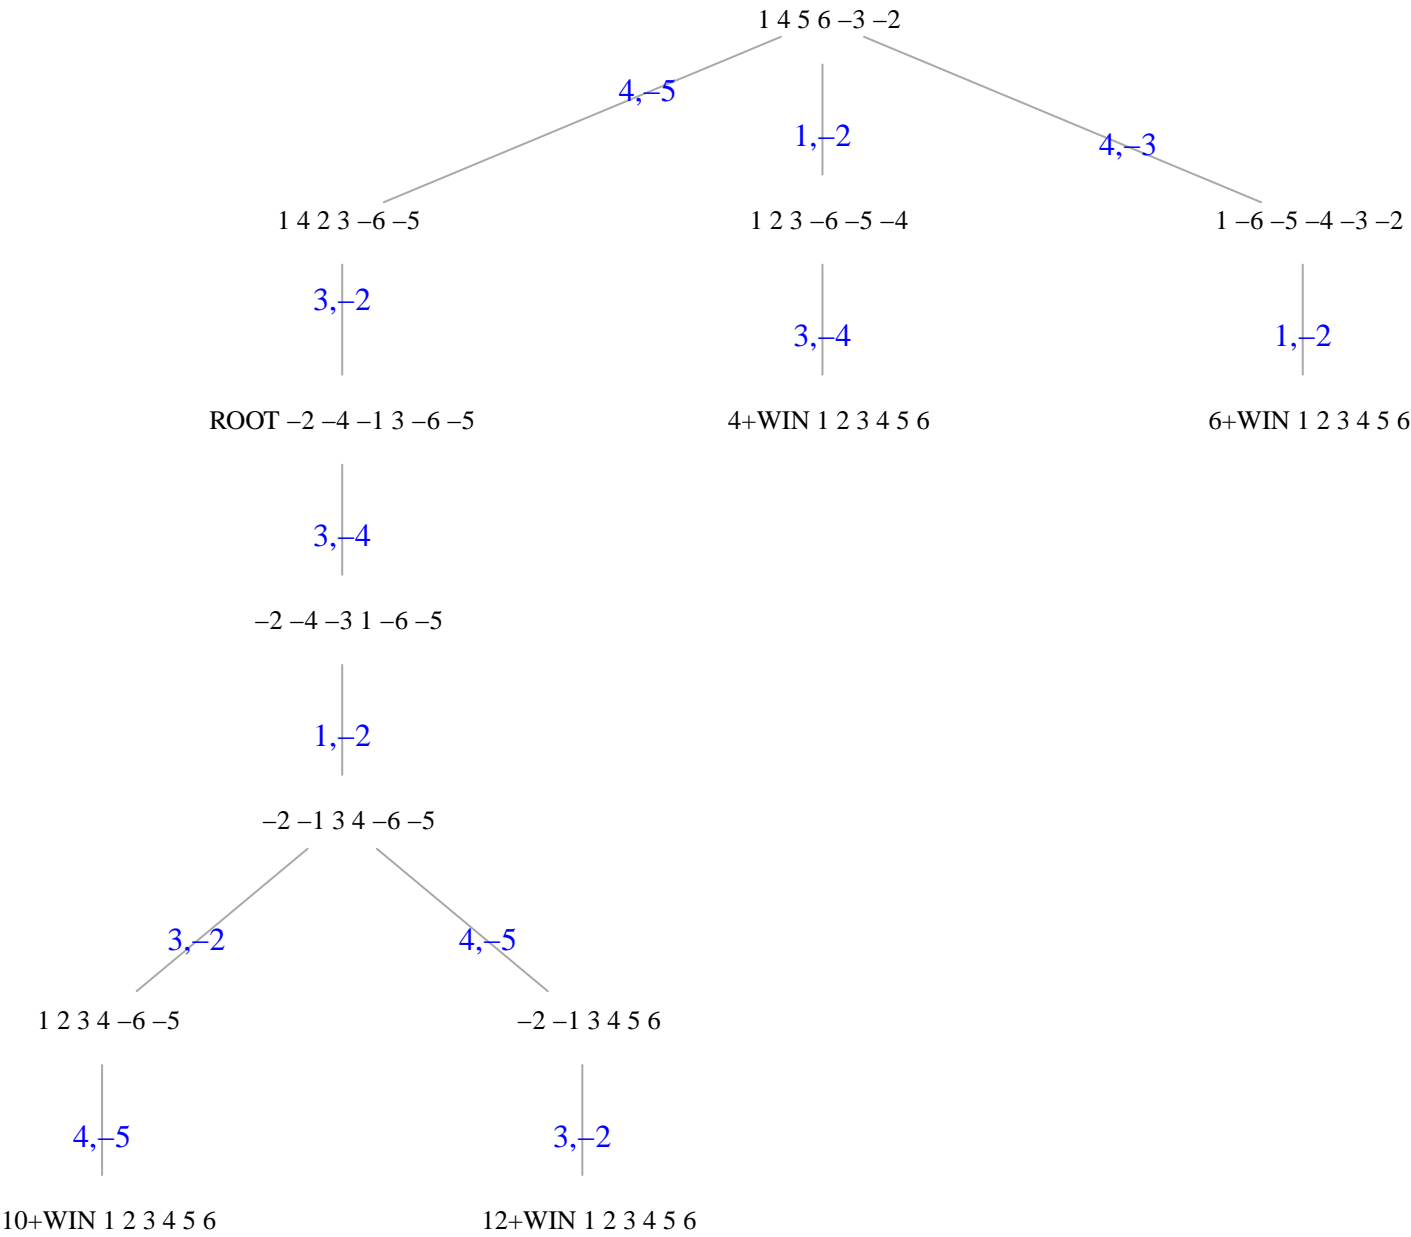 1 4 5 6 –3 –2
4,–5
1,–2
4,–3
1 4 2 3 –6 –5
1 2 3 –6 –5 –4
1 –6 –5 –4 –3 –2
3,–2
3,–4
1,–2
ROOT –2 –4 –1 3 –6 –5
4+WIN 1 2 3 4 5 6
6+WIN 1 2 3 4 5 6
3,–4
–2 –4 –3 1 –6 –5
1,–2
–2 –1 3 4 –6 –5
3,–2
4,–5
1 2 3 4 –6 –5
–2 –1 3 4 5 6
4,–5
3,–2
10+WIN 1 2 3 4 5 6
12+WIN 1 2 3 4 5 6